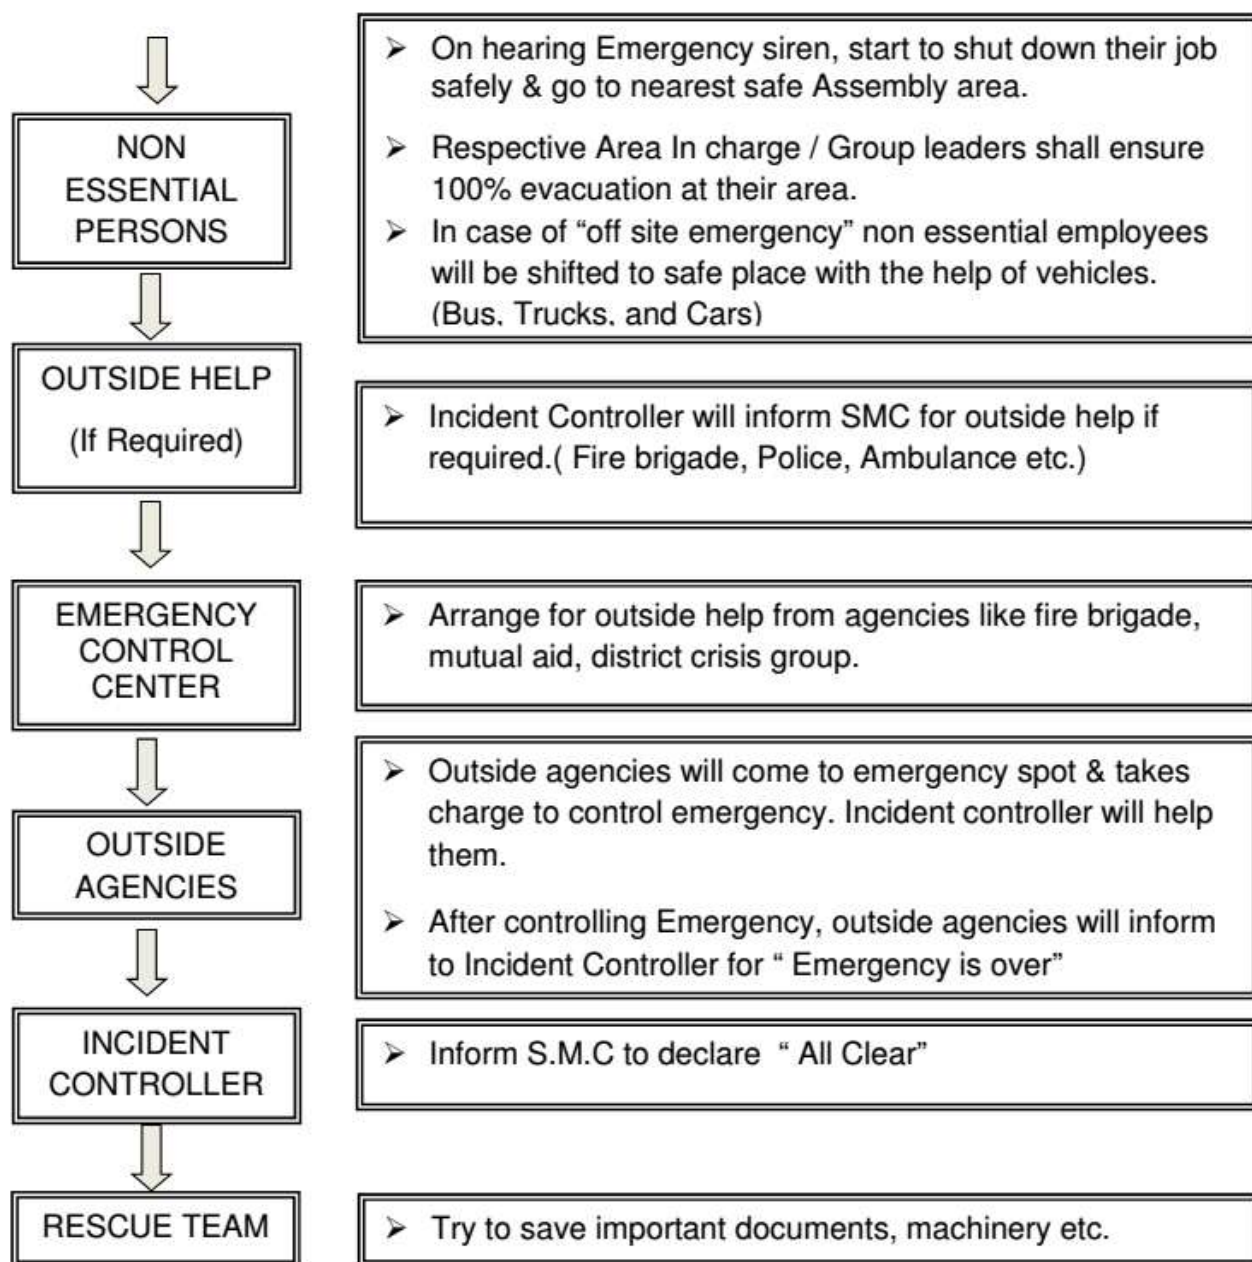 NON
ESSENTIAL
PERSONS
➢ On hearing Emergency siren, start to shut down their job
safely & go to nearest safe Assembly area.
➢ Respective Area In charge / Group leaders shall ensure
100% evacuation at their area.
➢ In case of “off site emergency” non essential employees
will be shifted to safe place with the help of vehicles.
(Bus, Trucks, and Cars)
OUTSIDE HELP
(If Required)
➢ Incident Controller will inform SMC for outside help if
required.( Fire brigade, Police, Ambulance etc.)
EMERGENCY
CONTROL
CENTER
➢ Arrange for outside help from agencies like fire brigade,
mutual aid, district crisis group.
OUTSIDE
AGENCIES
➢ Outside agencies will come to emergency spot & takes
charge to control emergency. Incident controller will help
them.
➢ After controlling Emergency, outside agencies will inform
to Incident Controller for “ Emergency is over”
INCIDENT
CONTROLLER
➢ Inform S.M.C to declare “ All Clear”
RESCUE TEAM
➢ Try to save important documents, machinery etc.